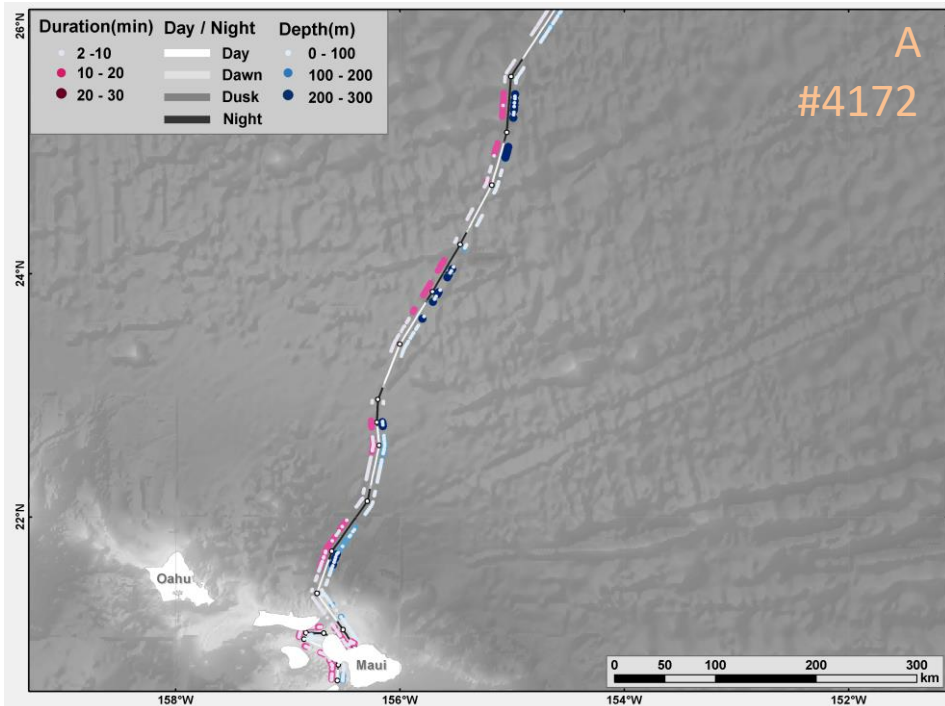 Duration(min) Day / Night Depth(m)
2 -10 Day 0 - 100
10 - 20 Dawn 100 - 200
20 - 30 Dusk 200 - 300
Night
A
#4172
26°N
24°N
22°N
Oahu
Maui
0 50 100 200 300
km
158°W 156°W 154°W 152°W